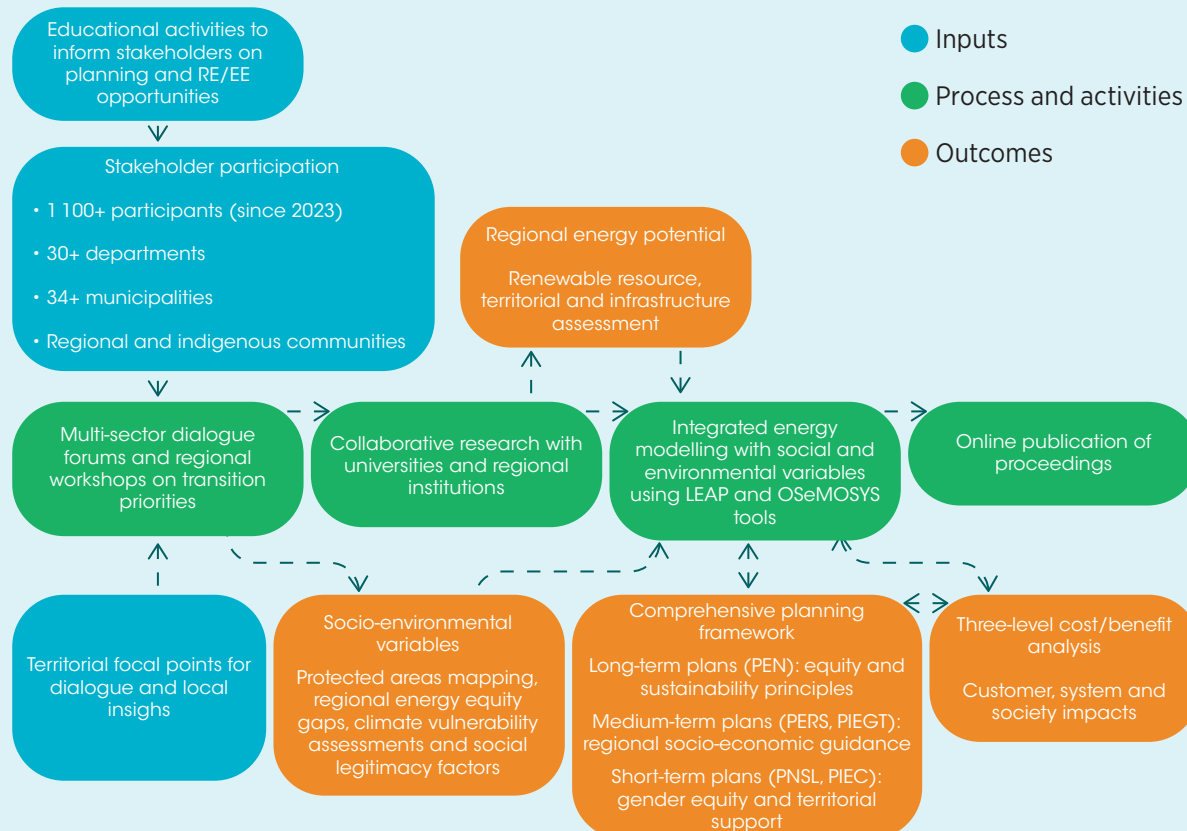 Educational activities to
inform stakeholders on
planning and RE/EE
opportunities
Inputs
Process and activities
Outcomes
Stakeholder participation
• 1 100+ participants (since 2023)
• 30+ departments
• 34+ municipalities
• Regional and indigenous communities
Regional energy potential
Renewable resource,
territorial and infrastructure
assessment
Multi-sector dialogue
forums and regional
workshops on transition
priorities
Collaborative research with
universities and regional
institutions
Integrated energy
modelling with social and
environmental variables
using LEAP and OSeMOSYS
tools
Online publication of
proceedings
Territorial focal points for
dialogue and local
insighs
Socio-environmental
variables
Protected areas mapping,
regional energy equity
gaps, climate vulnerability
assessments and social
legitimacy factors
Comprehensive planning
framework
Long-term plans (PEN): equity and
sustainability principles
Medium-term plans (PERS, PIEGT):
regional socio-economic guidance
Short-term plans (PNSL, PIEC):
gender equity and territorial
support
Three-level cost/benefit
analysis
Customer, system and
society impacts